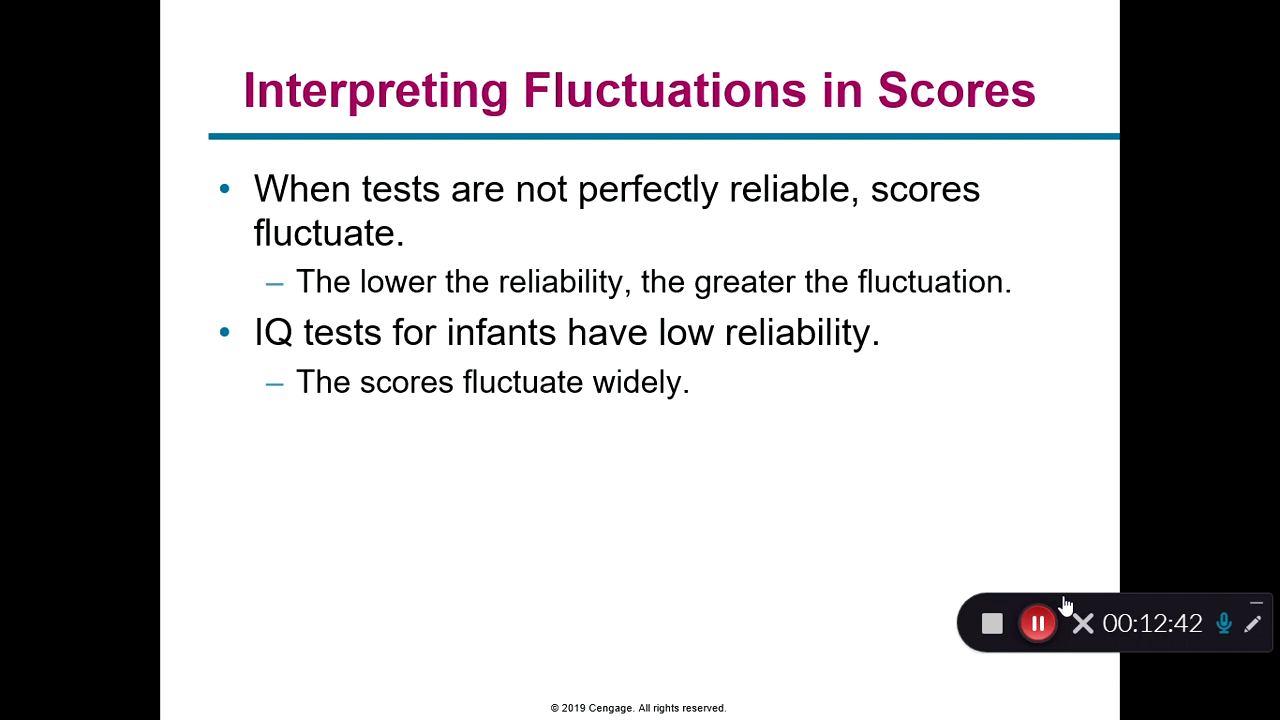 Interpreting Fluctuations in Scores
• When tests are not perfectly reliable, scores
fluctuate.
– The lower the reliability, the greater the fluctuation.
• IQ tests for infants have low reliability.
– The scores fluctuate widely.
00:12:42
© 2019 Cengage. All rights reserved.